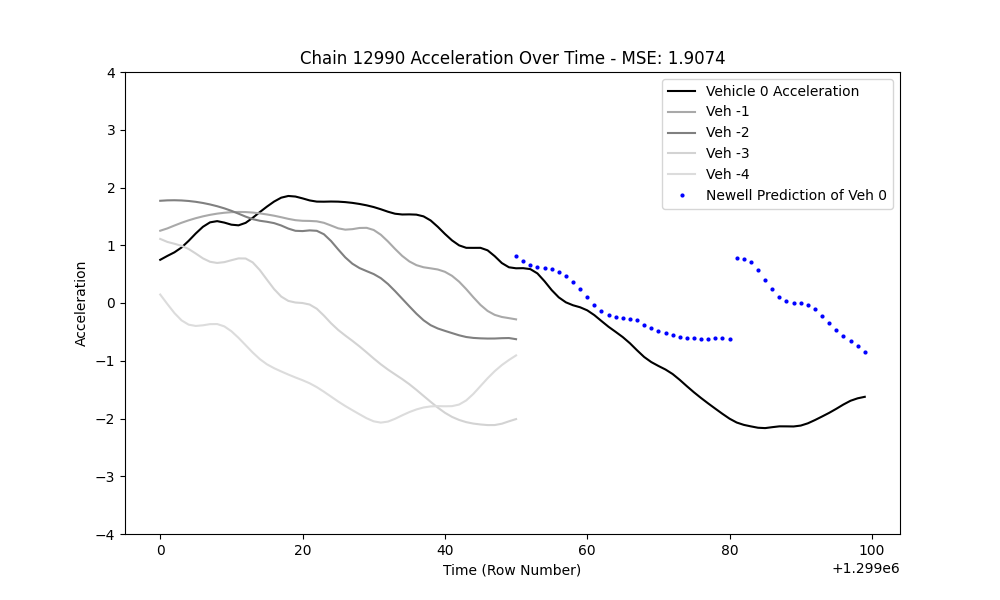 Chain 12990 Acceleration Over Time - MSE: 1.9074
4
3
2
1
0
−1
−2
−3
−4
Acceleration
Vehicle 0 Acceleration
Veh -1
Veh -2
Veh -3
Veh -4
Newell Prediction of Veh 0
0 20 40 60 80 100
+1.299e6
Time (Row Number)